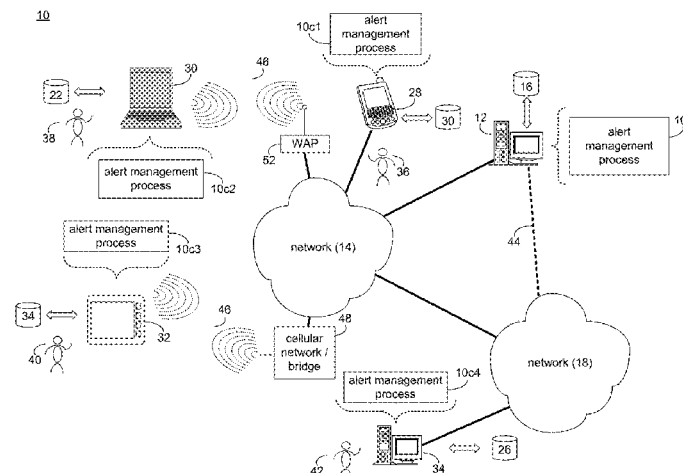 10
10c1
alert
management
process
30
46
22
38
28
30
16
12
10
alert
management
process
52
WAP
36
alert management
process
10c2
alert management
process
10c3
network (14)
44
34
32
46
48
40
cellular
network /
bridge
network (18)
alert management
process
10c4
42
34
26